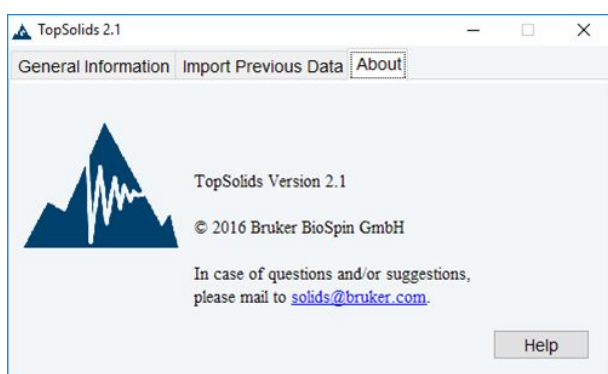 TopSolids 2.1
General Information Import Previous Data About
TopSolids Version 2.1
© 2016 Bruker BioSpin GmbH
In case of questions and/or suggestions,
please mail to solids@bruker.com.
Help